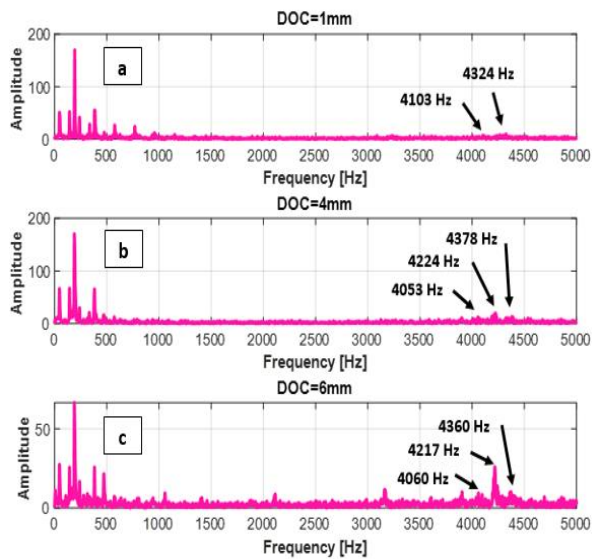 DOC=1mm
200
100
0
Amplitude
a
4324 Hz
4103 Hz
0 500 1000 1500 2000 2500 3000 3500 4000 4500 5000
Frequency [Hz]
DOC=4mm
200
100
0
Amplitude
b
4378 Hz
4224 Hz
4053 Hz
0 500 1000 1500 2000 2500 3000 3500 4000 4500 5000
Frequency [Hz]
DOC=6mm
50
0
Amplitude
c
4360 Hz
4217 Hz
4060 Hz
0 500 1000 1500 2000 2500 3000 3500 4000 4500 5000
Frequency [Hz]